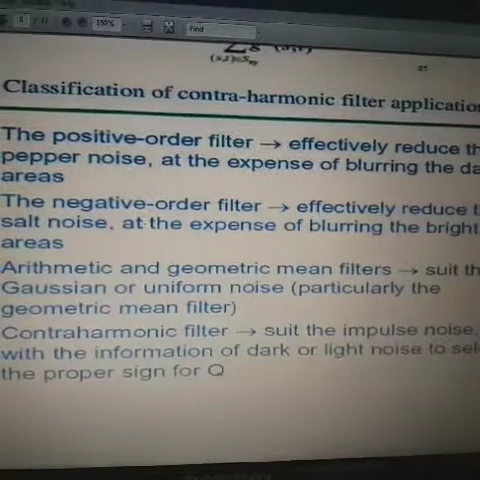 150%
Find
Classification of contra-harmonic filter application
The positive-order filter → effectively reduce th
pepper noise, at the expense of blurring the da
areas
The negative-order filter → effectively reduce t
salt noise, at the expense of blurring the bright
areas
Arithmetic and geometric mean filters → suit th
Gaussian or uniform noise (particularly the
geometric mean filter)
Contraharmonic filter → suit the impulse noise,
with the information of dark or light noise to sel
the proper sign for Q